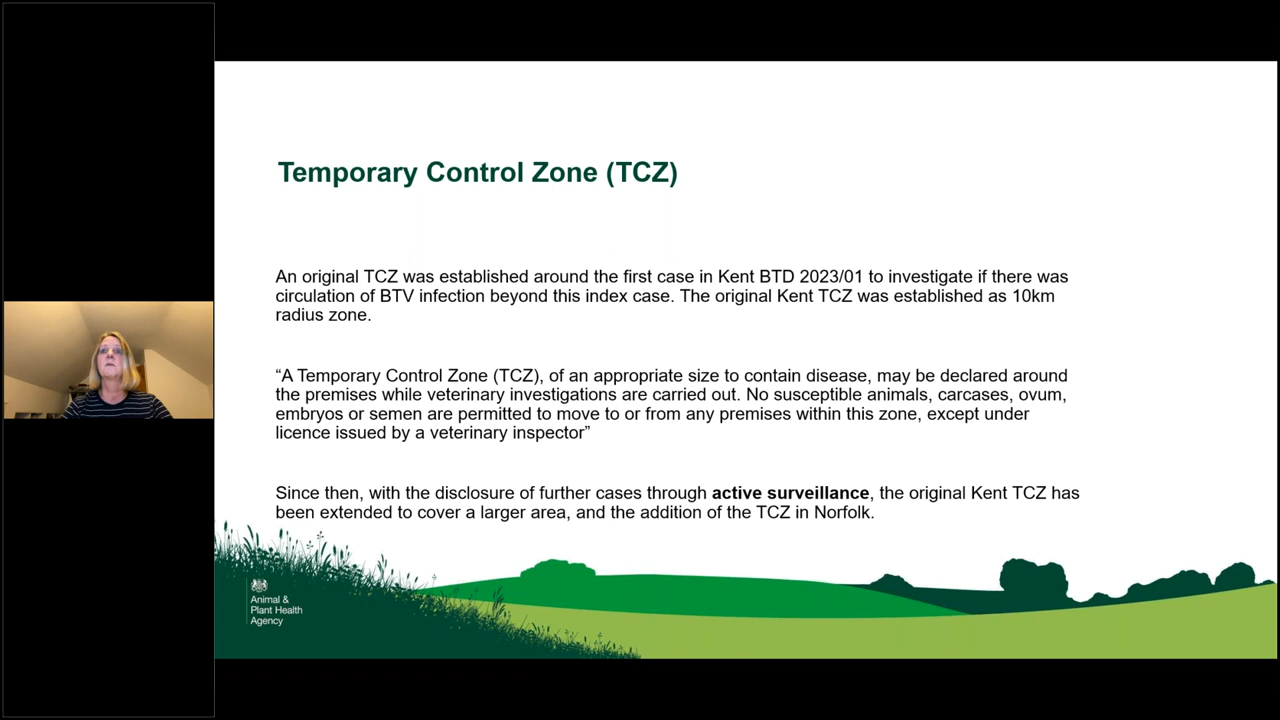 Temporary Control Zone (TCZ)
An original TCZ was established around the first case in Kent BTD 2023/01 to investigate if there was
circulation of BTV infection beyond this index case. The original Kent TCZ was established as 10km
radius zone.
“A Temporary Control Zone (TCZ), of an appropriate size to contain disease, may be declared around
the premises while veterinary investigations are carried out. No susceptible animals, carcases, ovum,
embryos or semen are permitted to move to or from any premises within this zone, except under
licence issued by a veterinary inspector”
Since then, with the disclosure of further cases through active surveillance, the original Kent TCZ has
been extended to cover a larger area, and the addition of the TCZ in Norfolk.
Animal &
Plant Health
Agency